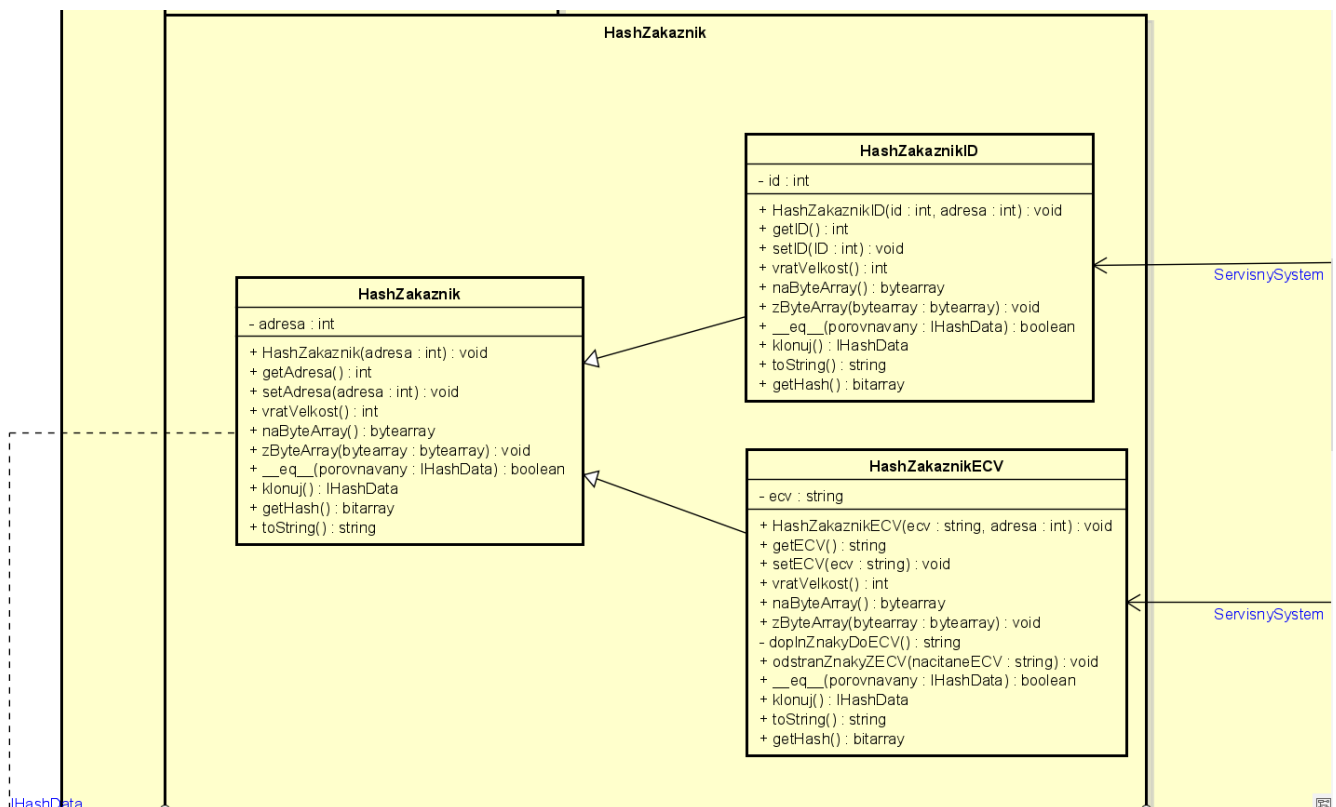 HashZakaznik
HashZakaznikID
- id : int
+ HashZakaznikID(id : int, adresa : int) : void
+ getID() : int
+ setID(ID : int) : void
+ vratVelkost() : int
+ naByteArray() : bytearray
+ zByteArray(bytearray : bytearray) : void
+ __eq__(porovnavany : IHashData) : boolean
+ klonuj() : IHashData
+ toString() : string
+ getHash() : bitarray
ServisnySystem
HashZakaznik
- adresa : int
+ HashZakaznik(adresa : int) : void
+ getAdresa() : int
+ setAdresa(adresa : int) : void
+ vratVelkost() : int
+ naByteArray() : bytearray
+ zByteArray(bytearray : bytearray) : void
+ __eq__(porovnavany : IHashData) : boolean
+ klonuj() : IHashData
+ getHash() : bitarray
+ toString() : string
HashZakaznikECV
- ecv : string
+ HashZakaznikECV(ecv : string, adresa : int) : void
+ getECV() : string
+ setECV(ecv : string) : void
+ vratVelkost() : int
+ naByteArray() : bytearray
+ zByteArray(bytearray : bytearray) : void
- doplnZnakyDoECV() : string
+ odstranZnakyZECV(nacitaneECV : string) : void
+ __eq__(porovnavany : IHashData) : boolean
+ klonuj() : IHashData
+ toString() : string
+ getHash() : bitarray
ServisnySystem
IHashData